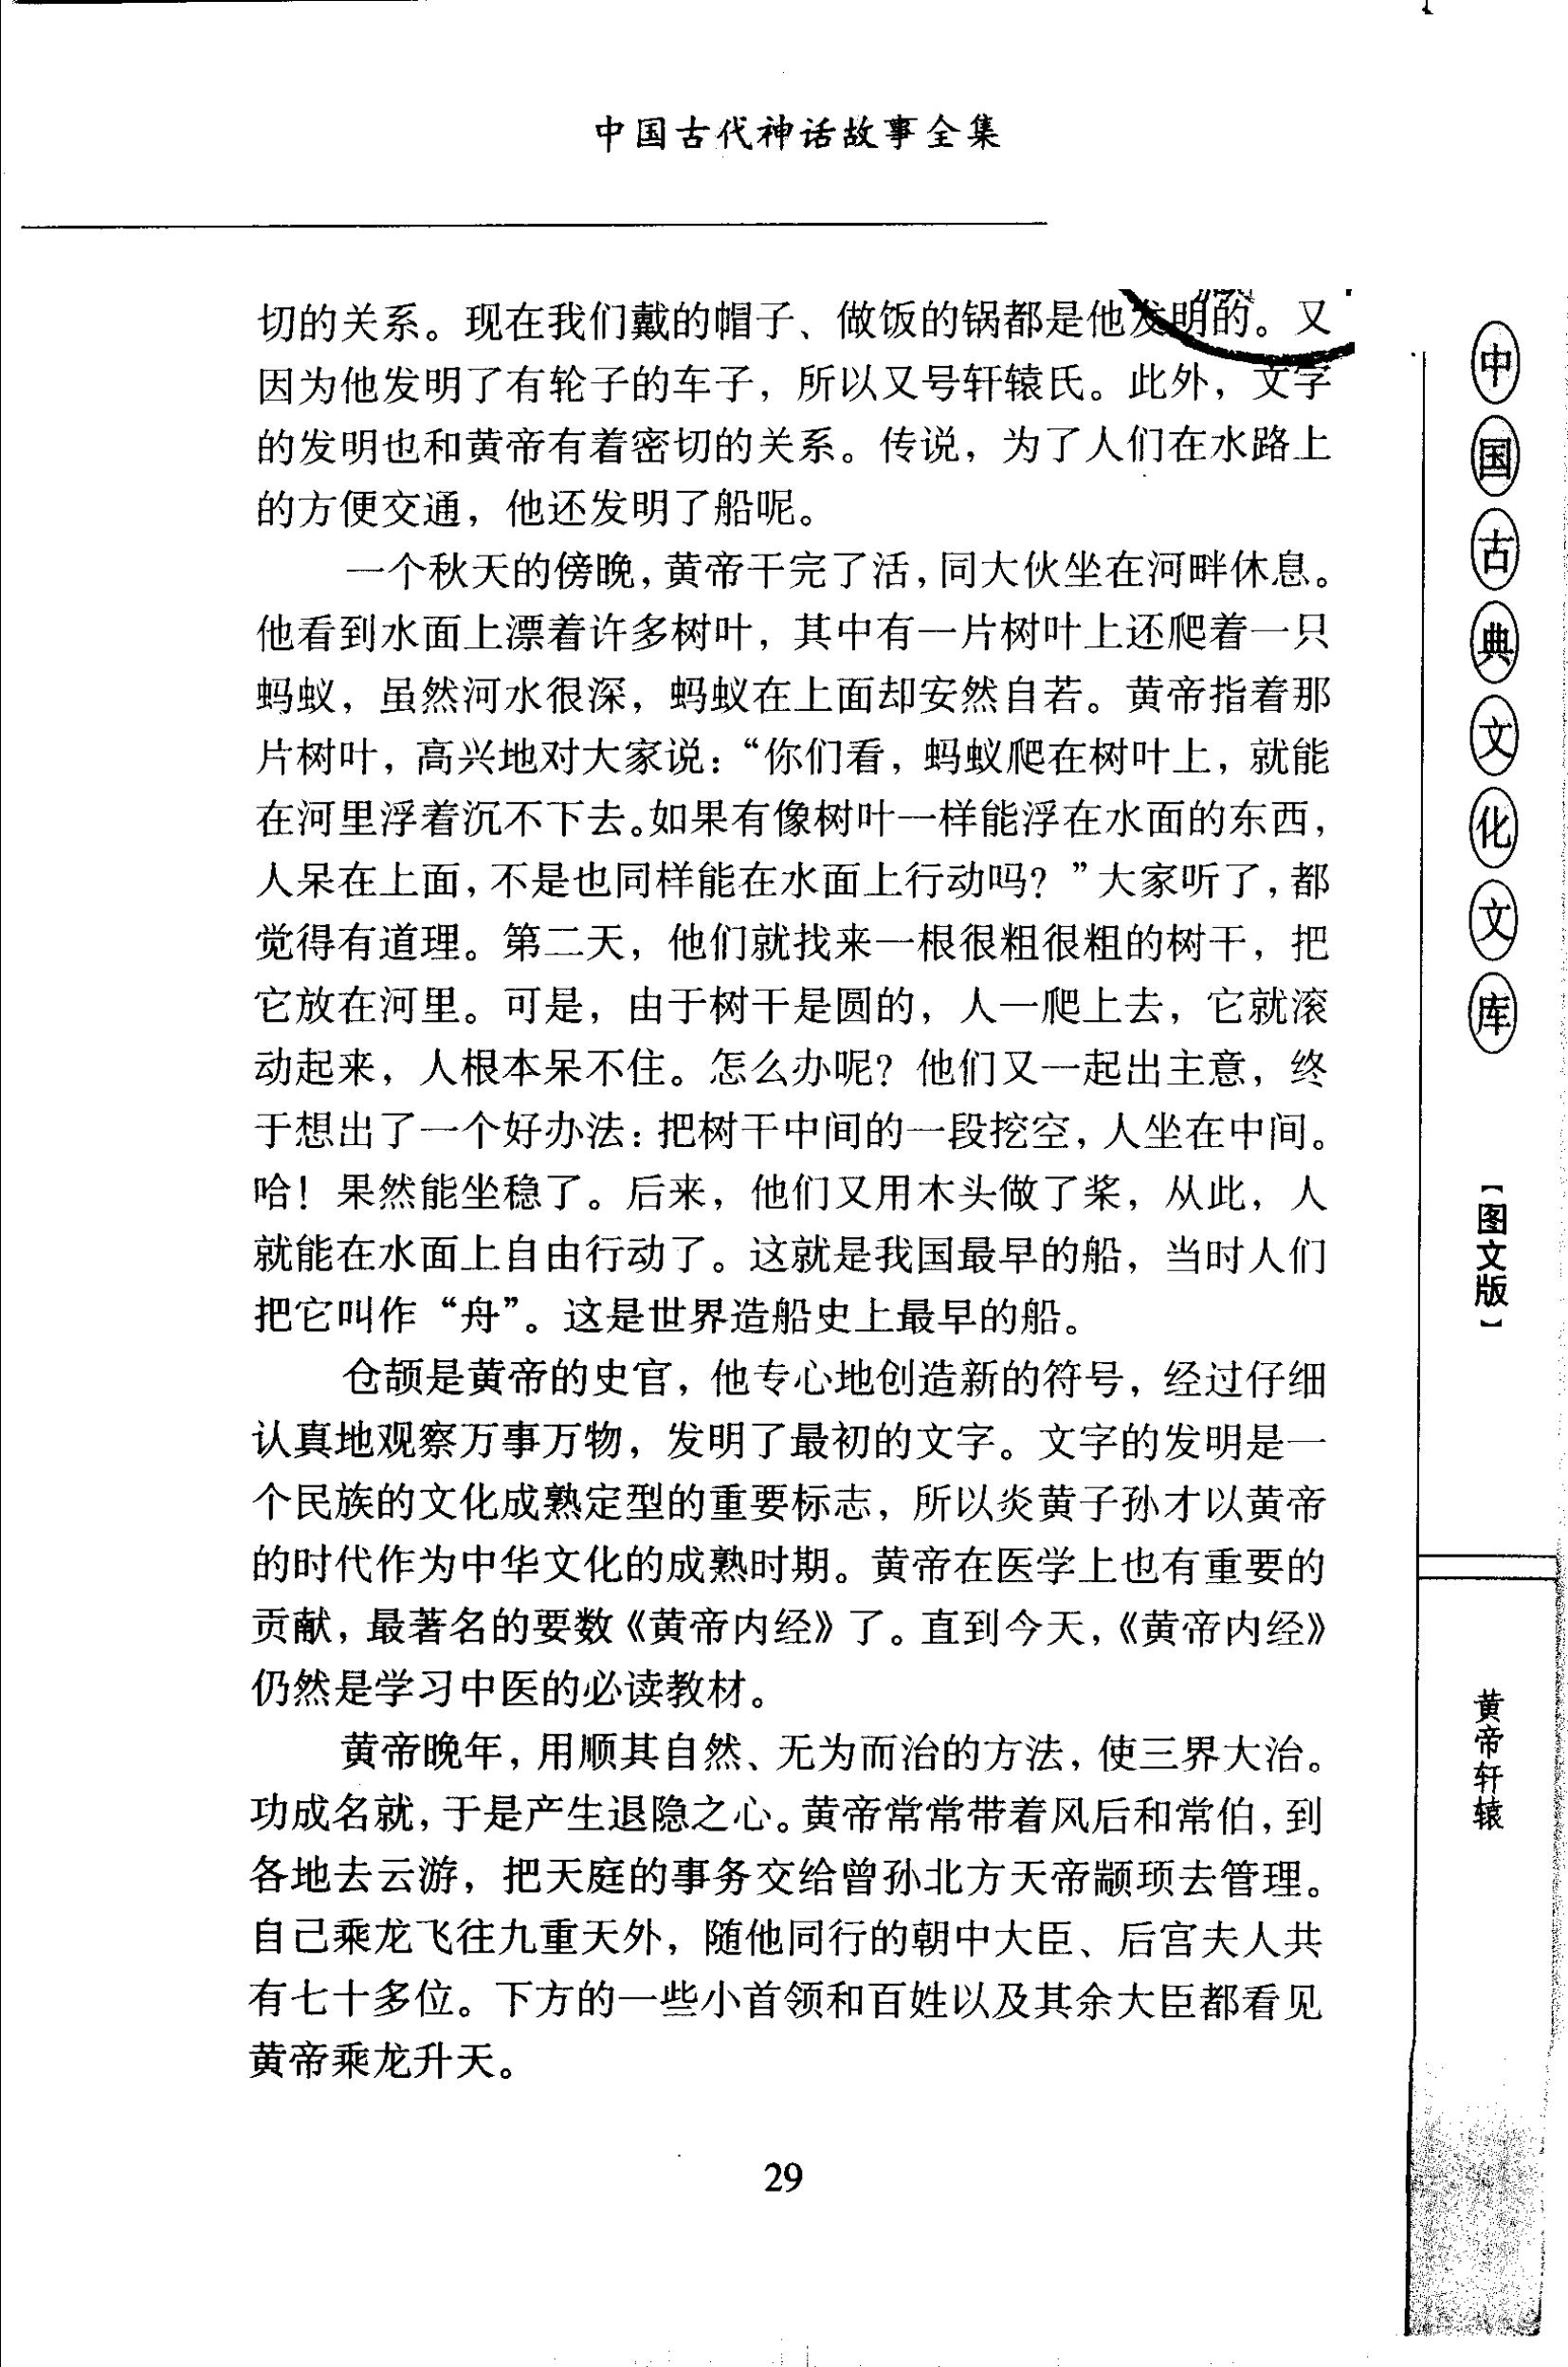 中国古代神话故事全集
切的关系。现在我们戴的帽子、做饭的锅都是他发明的。又
因为他发明了有轮子的车子，所以又号轩辕氏。此外，文字
的发明也和黄帝有着密切的关系。传说，为了人们在水路上
的方便交通，他还发明了船呢。
一个秋天的傍晚，黄帝干完了活，同大伙坐在河畔休息。
他看到水面上漂着许多树叶，其中有一片树叶上还爬着一只
蚂蚁，虽然河水很深，蚂蚁在上面却安然自若。黄帝指着那
片树叶，高兴地对大家说：“你们看，蚂蚁爬在树叶上，就能
在河里浮着沉不下去。如果有像树叶一样能浮在水面的东西，
人呆在上面，不是也同样能在水面上行动吗？”大家听了，都
觉得有道理。第二天，他们就找来一根很粗很粗的树干，把
它放在河里。可是，由于树干是圆的，人一爬上去，它就滚
动起来，人根本呆不住。怎么办呢？他们又一起出主意，终
于想出了一个好办法：把树干中间的一段挖空，人坐在中间。
哈！果然能坐稳了。后来，他们又用木头做了桨，从此，人
就能在水面上自由行动了。这就是我国最早的船，当时人们
把它叫作“舟”。这是世界造船史上最早的船。
仓颉是黄帝的史官，他专心地创造新的符号，经过仔细
认真地观察万事万物，发明了最初的文字。文字的发明是一
个民族的文化成熟定型的重要标志，所以炎黄子孙才以黄帝
的时代作为中华文化的成熟时期。黄帝在医学上也有重要的
贡献，最著名的要数《黄帝内经》了。直到今天，《黄帝内经》
仍然是学习中医的必读教材。
黄帝晚年，用顺其自然、无为而治的方法，使三界大治。
功成名就，于是产生退隐之心。黄帝常常带着风后和常伯，到
各地去云游，把天庭的事务交给曾孙北方天帝颛顼去管理。
自己乘龙飞往九重天外，随他同行的朝中大臣、后宫夫人共
有七十多位。下方的一些小首领和百姓以及其余大臣都看见
黄帝乘龙升天。
29
中国古典文化文库
【图文版】
黄帝轩辕